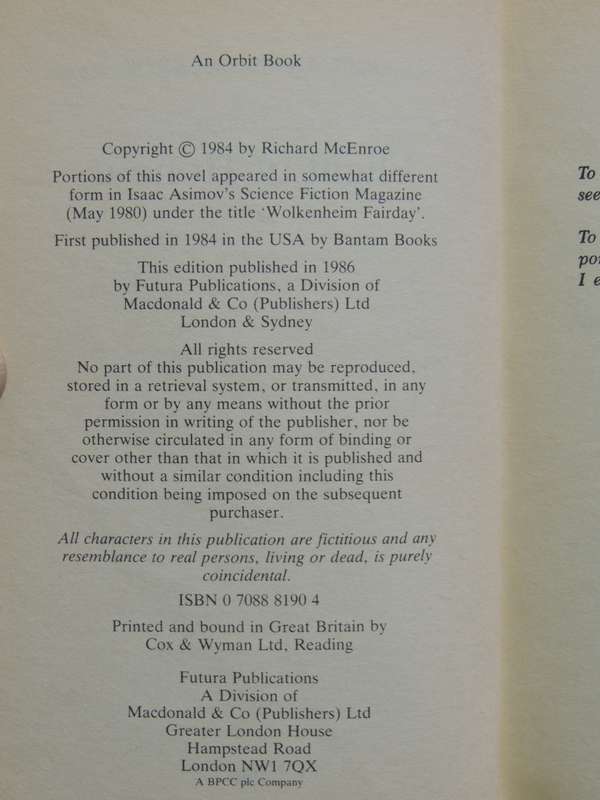 An Orbit Book
Copyright © 1984 by Richard McEnroe
Portions of this novel appeared in somewhat different
form in Isaac Asimov's Science Fiction Magazine
(May 1980) under the title 'Wolkenheim Fairday'.
First published in 1984 in the USA by Bantam Books
This edition published in 1986
by Futura Publications, a Division of
Macdonald & Co (Publishers) Ltd
London & Sydney
All rights reserved
No part of this publication may be reproduced,
stored in a retrieval system, or transmitted, in any
form or by any means without the prior
permission in writing of the publisher, nor be
otherwise circulated in any form of binding or
cover other than that in which it is published and
without a similar condition including this
condition being imposed on the subsequent
purchaser.
All characters in this publication are fictitious and any
resemblance to real persons, living or dead, is purely
coincidental.
ISBN 0 7088 8190 4
Printed and bound in Great Britain by
Cox & Wyman Ltd, Reading
Futura Publications
A Division of
Macdonald & Co (Publishers) Ltd
Greater London House
Hampstead Road
London NW1 7QX
A BPCC plc Company
To
see
To
I